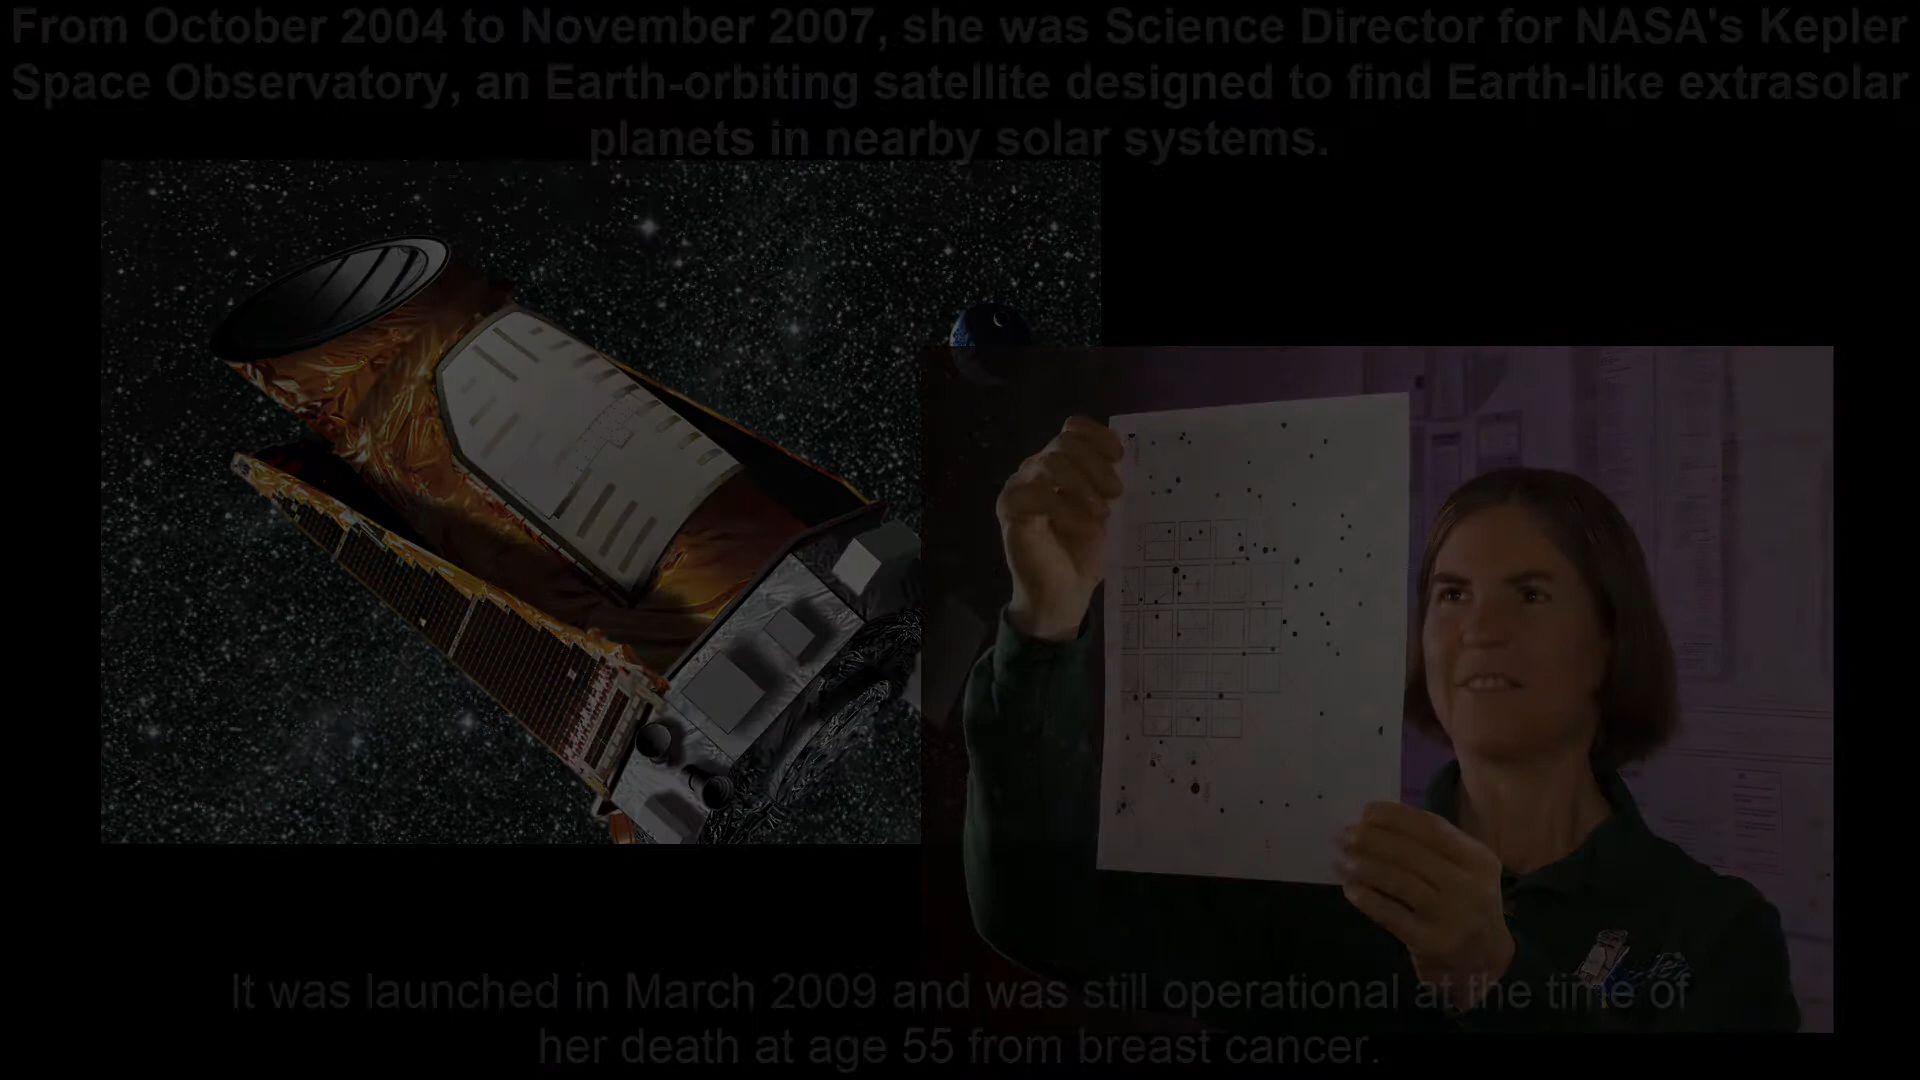 From October 2004 to November 2007, she was Science Director for NASA's Kepler
Space Observatory, an Earth-orbiting satellite designed to find Earth-like extrasolar
planets in nearby solar systems.
It was launched in March 2009 and was still operational at the time of
her death at age 55 from breast cancer.